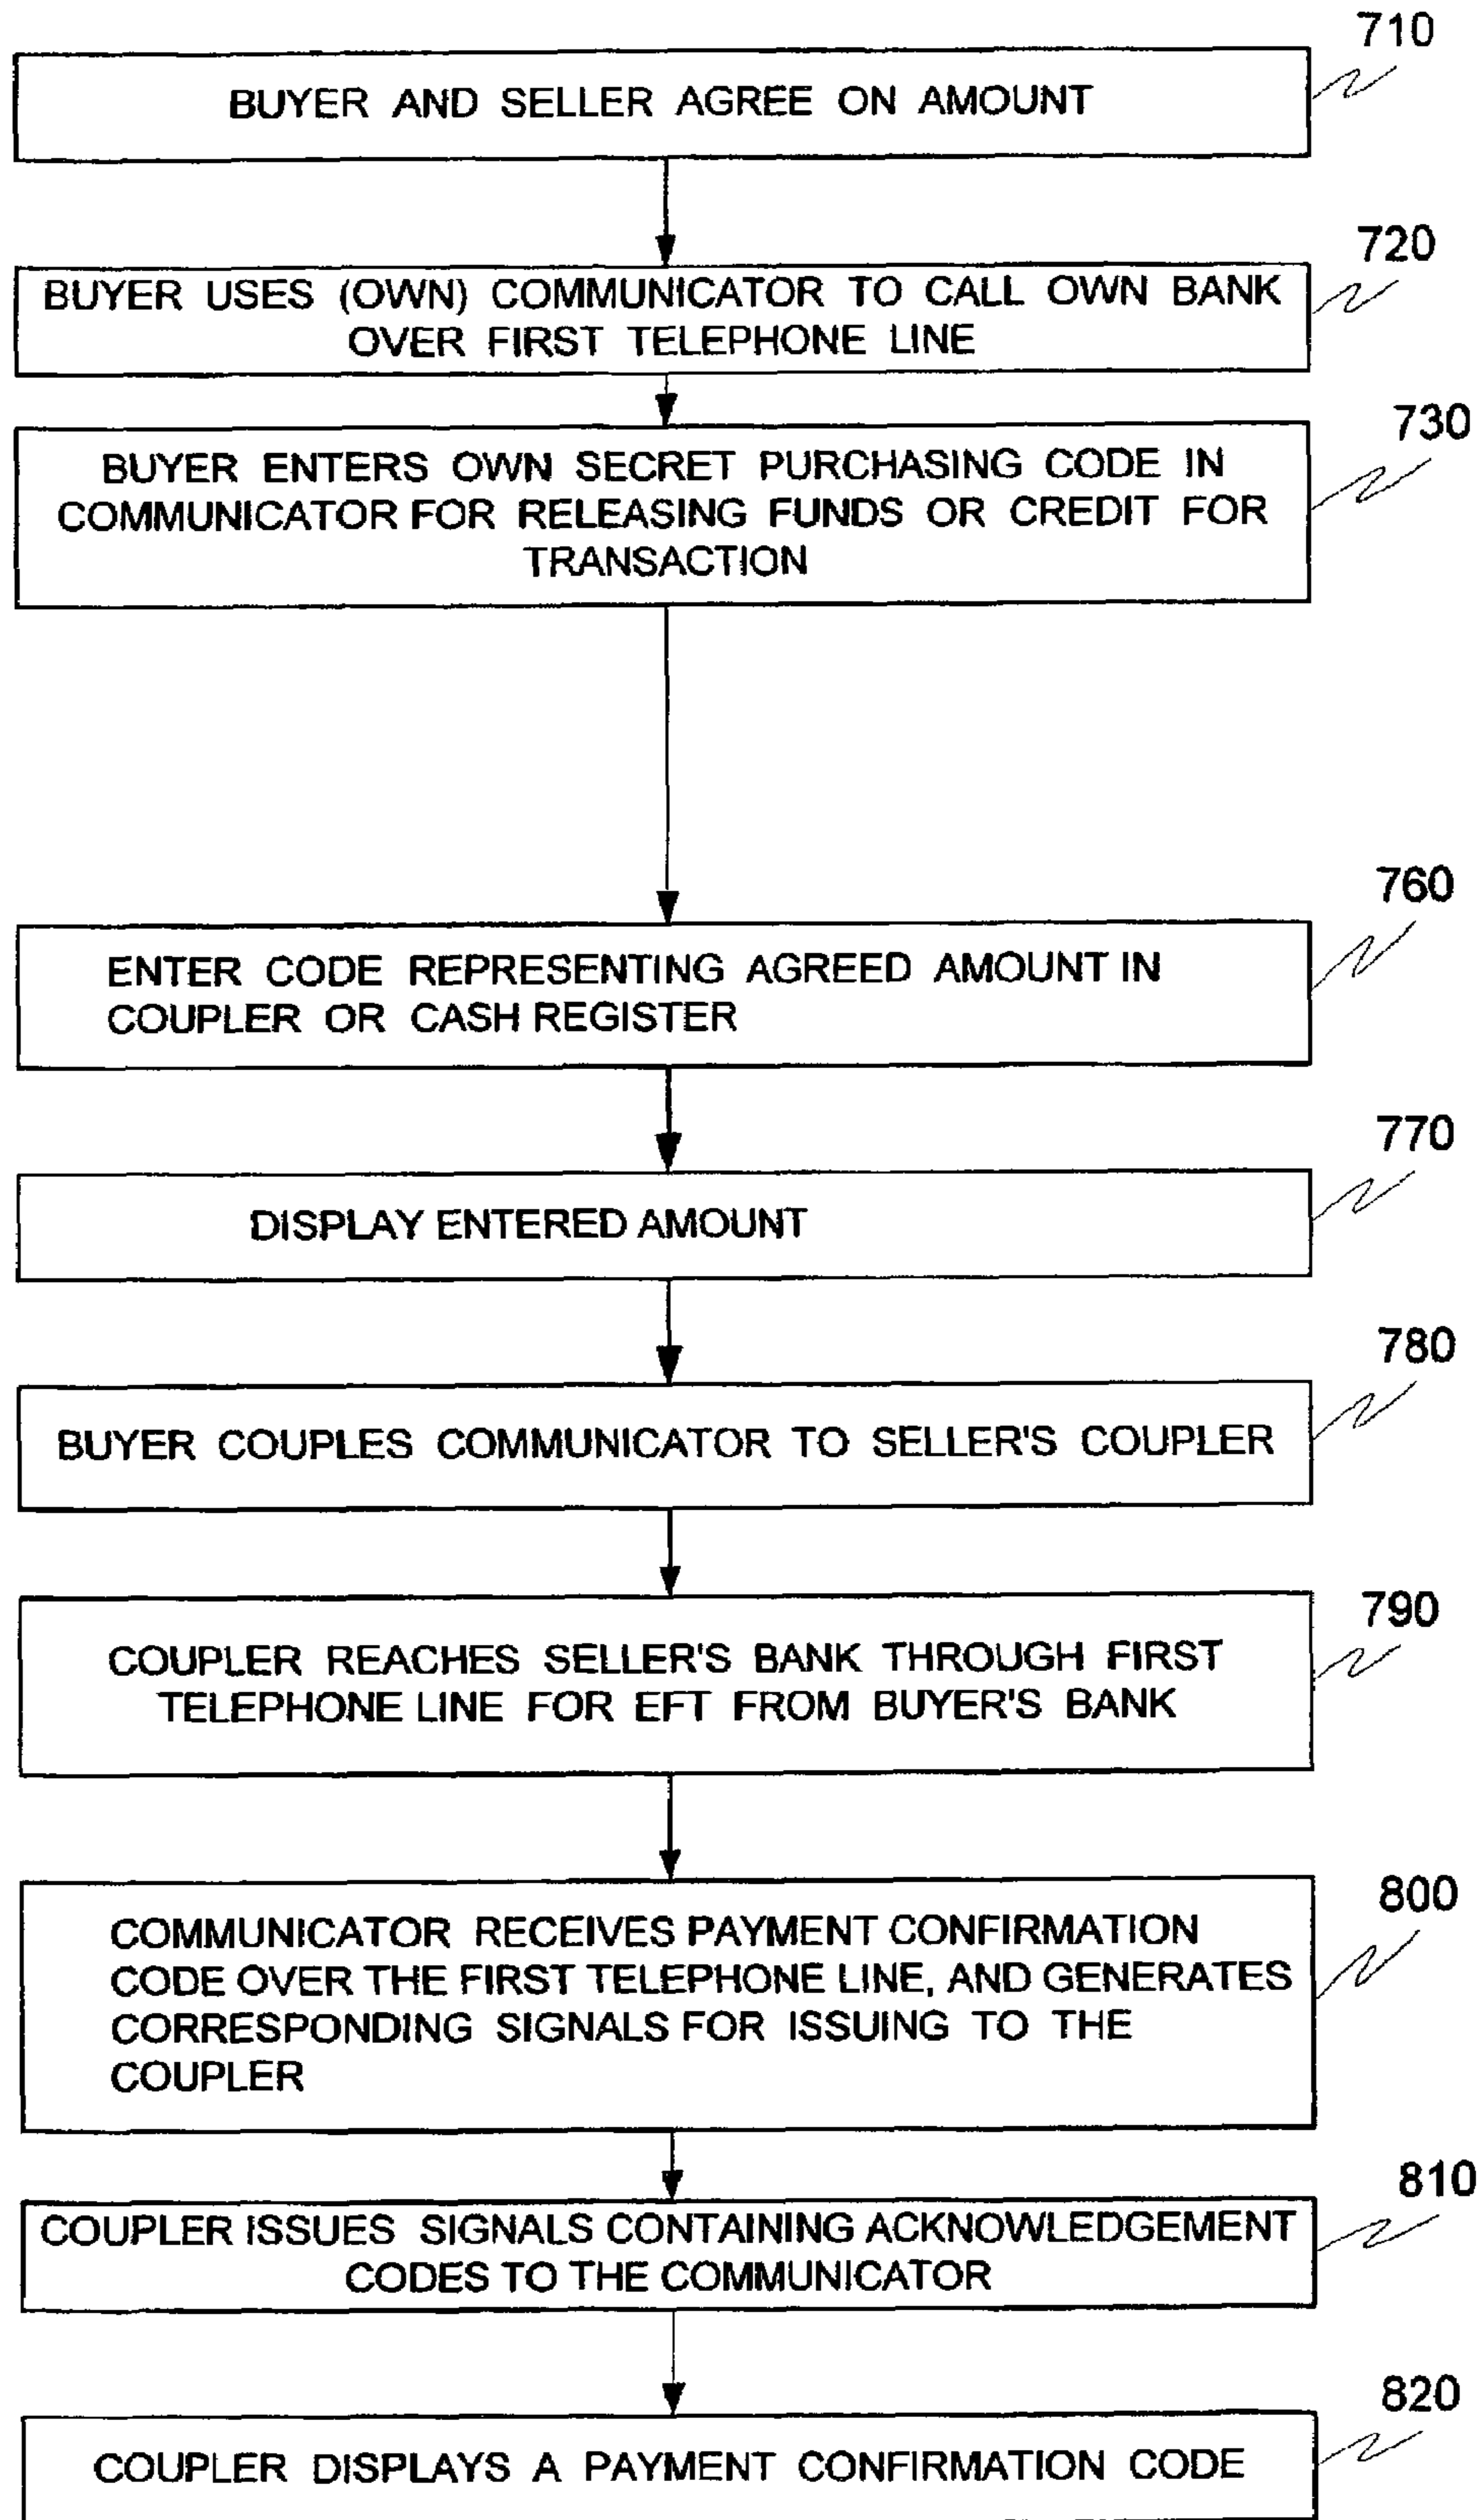 710
BUYER AND SELLER AGREE ON AMOUNT
720
BUYER USES (OWN) COMMUNICATOR TO CALL OWN BANK
OVER FIRST TELEPHONE LINE
730
BUYER ENTERS OWN SECRET PURCHASING CODE IN
COMMUNICATOR FOR RELEASING FUNDS OR CREDIT FOR
TRANSACTION
760
ENTER CODE REPRESENTING AGREED AMOUNT IN
COUPLER OR CASH REGISTER
770
DISPLAY ENTERED AMOUNT
780
BUYER COUPLES COMMUNICATOR TO SELLER'S COUPLER
790
COUPLER REACHES SELLER'S BANK THROUGH FIRST
TELEPHONE LINE FOR EFT FROM BUYER'S BANK
800
COMMUNICATOR RECEIVES PAYMENT CONFIRMATION
CODE OVER THE FIRST TELEPHONE LINE, AND GENERATES
CORRESPONDING SIGNALS FOR ISSUING TO THE
COUPLER
810
COUPLER ISSUES SIGNALS CONTAINING ACKNOWLEDGEMENT
CODES TO THE COMMUNICATOR
820
COUPLER DISPLAYS A PAYMENT CONFIRMATION CODE